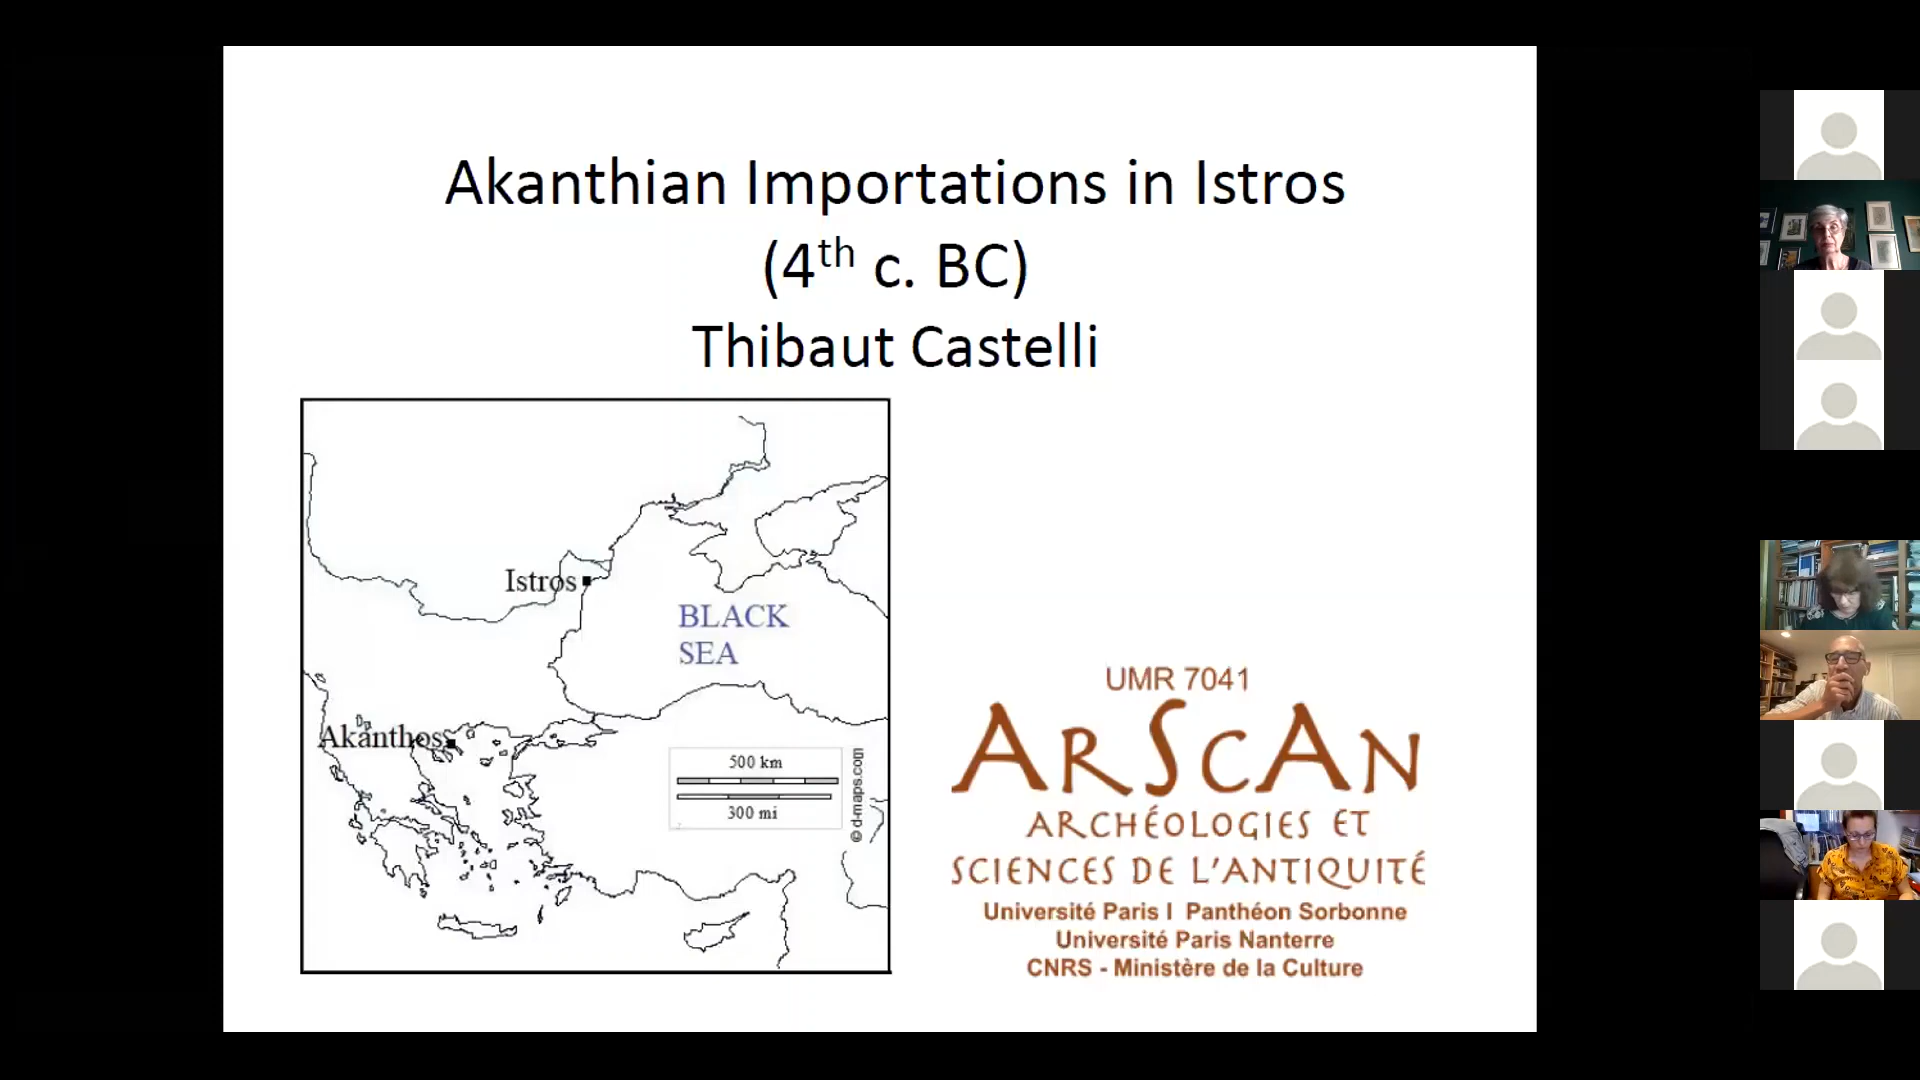 Akanthian Importations in Istros
(4th c. BC)
Thibaut Castelli
Istros
BLACK
SEA
Akanthos
500 km
300 mi
© d-maps.com
UMR 7041
ARSCAN
ARCHÉOLOGIES ET
SCIENCES DE L'ANTIQUITÉ
Université Paris I Panthéon Sorbonne
Université Paris Nanterre
CNRS - Ministère de la Culture